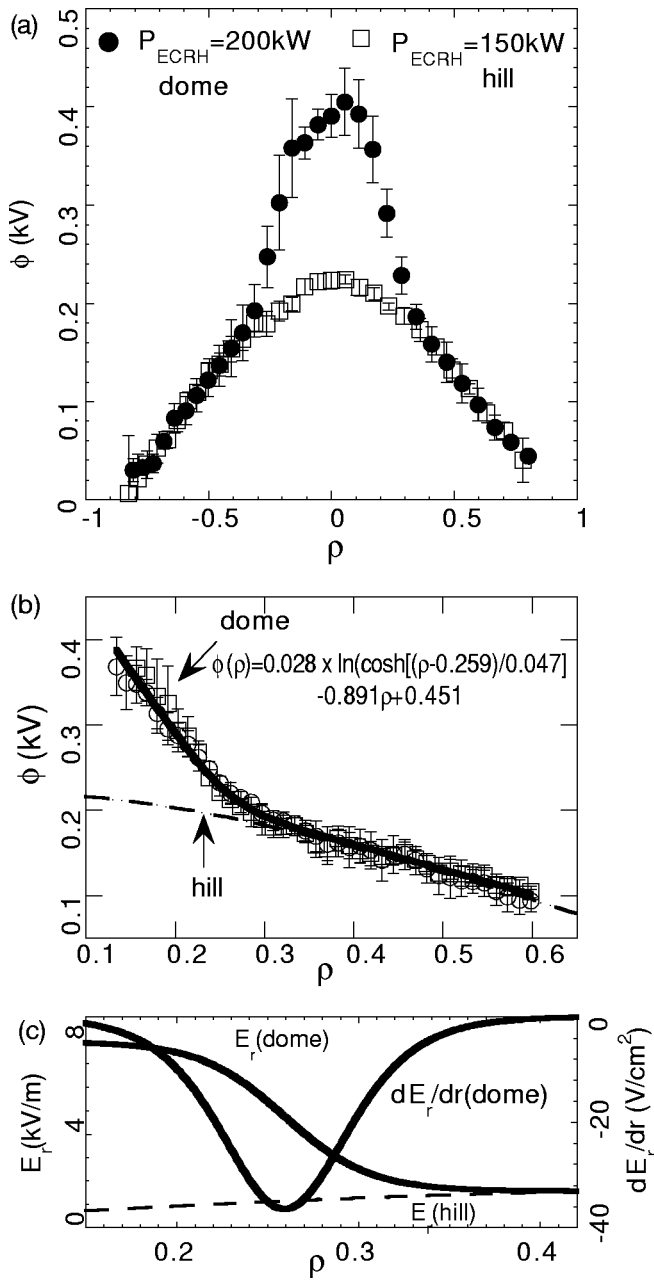 (a)
0.5
● P_ECRH=200kW □ P_ECRH=150kW
dome hill
0.4
0.3
ϕ (kV)
0.2
0.1
0
-1 -0.5 0 0.5 1
ρ
(b)
dome
0.4
ϕ(ρ)=0.028 x ln(cosh[(ρ-0.259)/0.047]
-0.891ρ+0.451
ϕ (kV)
0.3
0.2
hill
0.1
0.1 0.2 0.3 0.4 0.5 0.6
ρ
(c)
8 0
E_r(dome)
E_r(kV/m)
dE_r/dr(dome)
dE_r/dr (V/cm²)
4 -20
E_r(hill)
0 -40
0.2 0.3 0.4
ρ